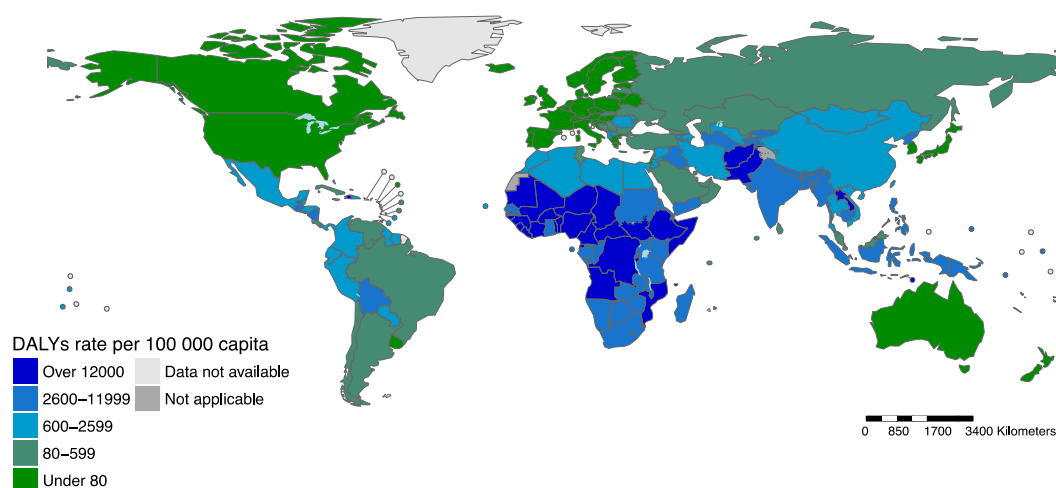 DALYs rate per 100 000 capita
Over 12000
Data not available
2600–11999
Not applicable
600–2599
80–599
Under 80
0 850 1700 3400 Kilometers